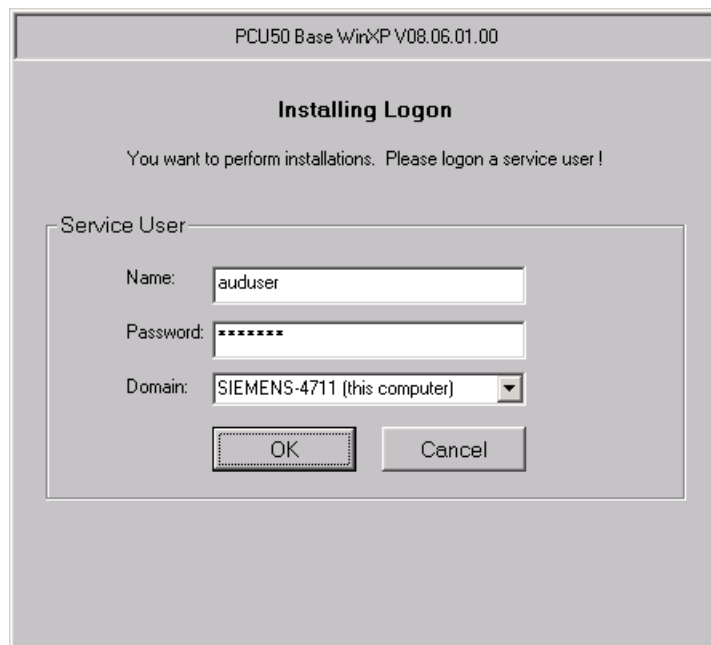 PCU50 Base WinXP V08.06.01.00
Installing Logon
You want to perform installations. Please logon a service user !
Service User
Name: auduser
Password: *******
Domain: SIEMENS-4711 (this computer)
OK Cancel